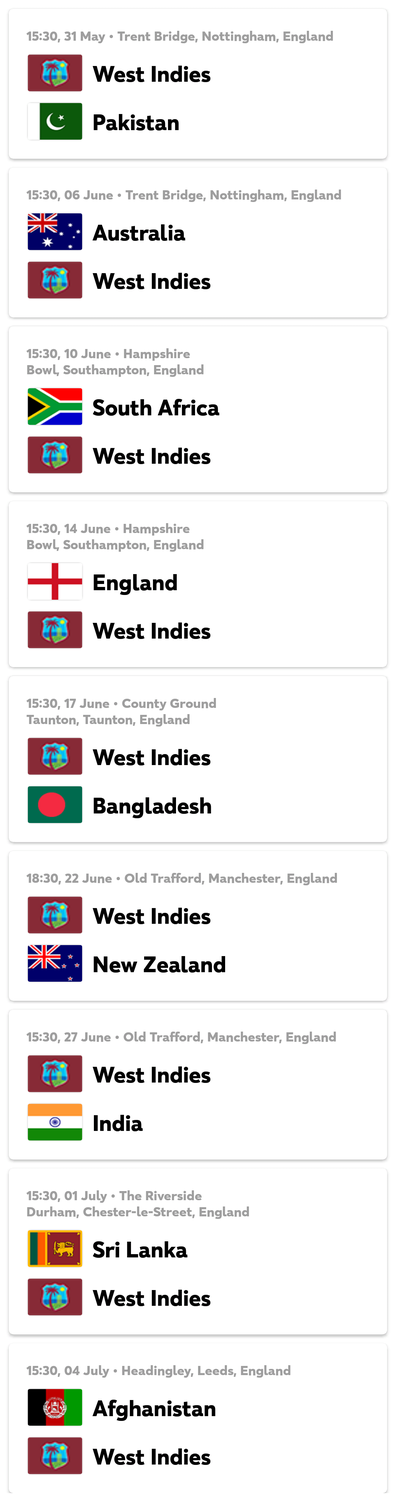 15:30, 31 May • Trent Bridge, Nottingham, England
West Indies
Pakistan
15:30, 06 June • Trent Bridge, Nottingham, England
Australia
West Indies
15:30, 10 June • Hampshire
Bowl, Southampton, England
South Africa
West Indies
15:30, 14 June • Hampshire
Bowl, Southampton, England
England
West Indies
15:30, 17 June • County Ground
Taunton, Taunton, England
West Indies
Bangladesh
18:30, 22 June • Old Trafford, Manchester, England
West Indies
New Zealand
15:30, 27 June • Old Trafford, Manchester, England
West Indies
India
15:30, 01 July • The Riverside
Durham, Chester-le-Street, England
Sri Lanka
West Indies
15:30, 04 July • Headingley, Leeds, England
Afghanistan
West Indies